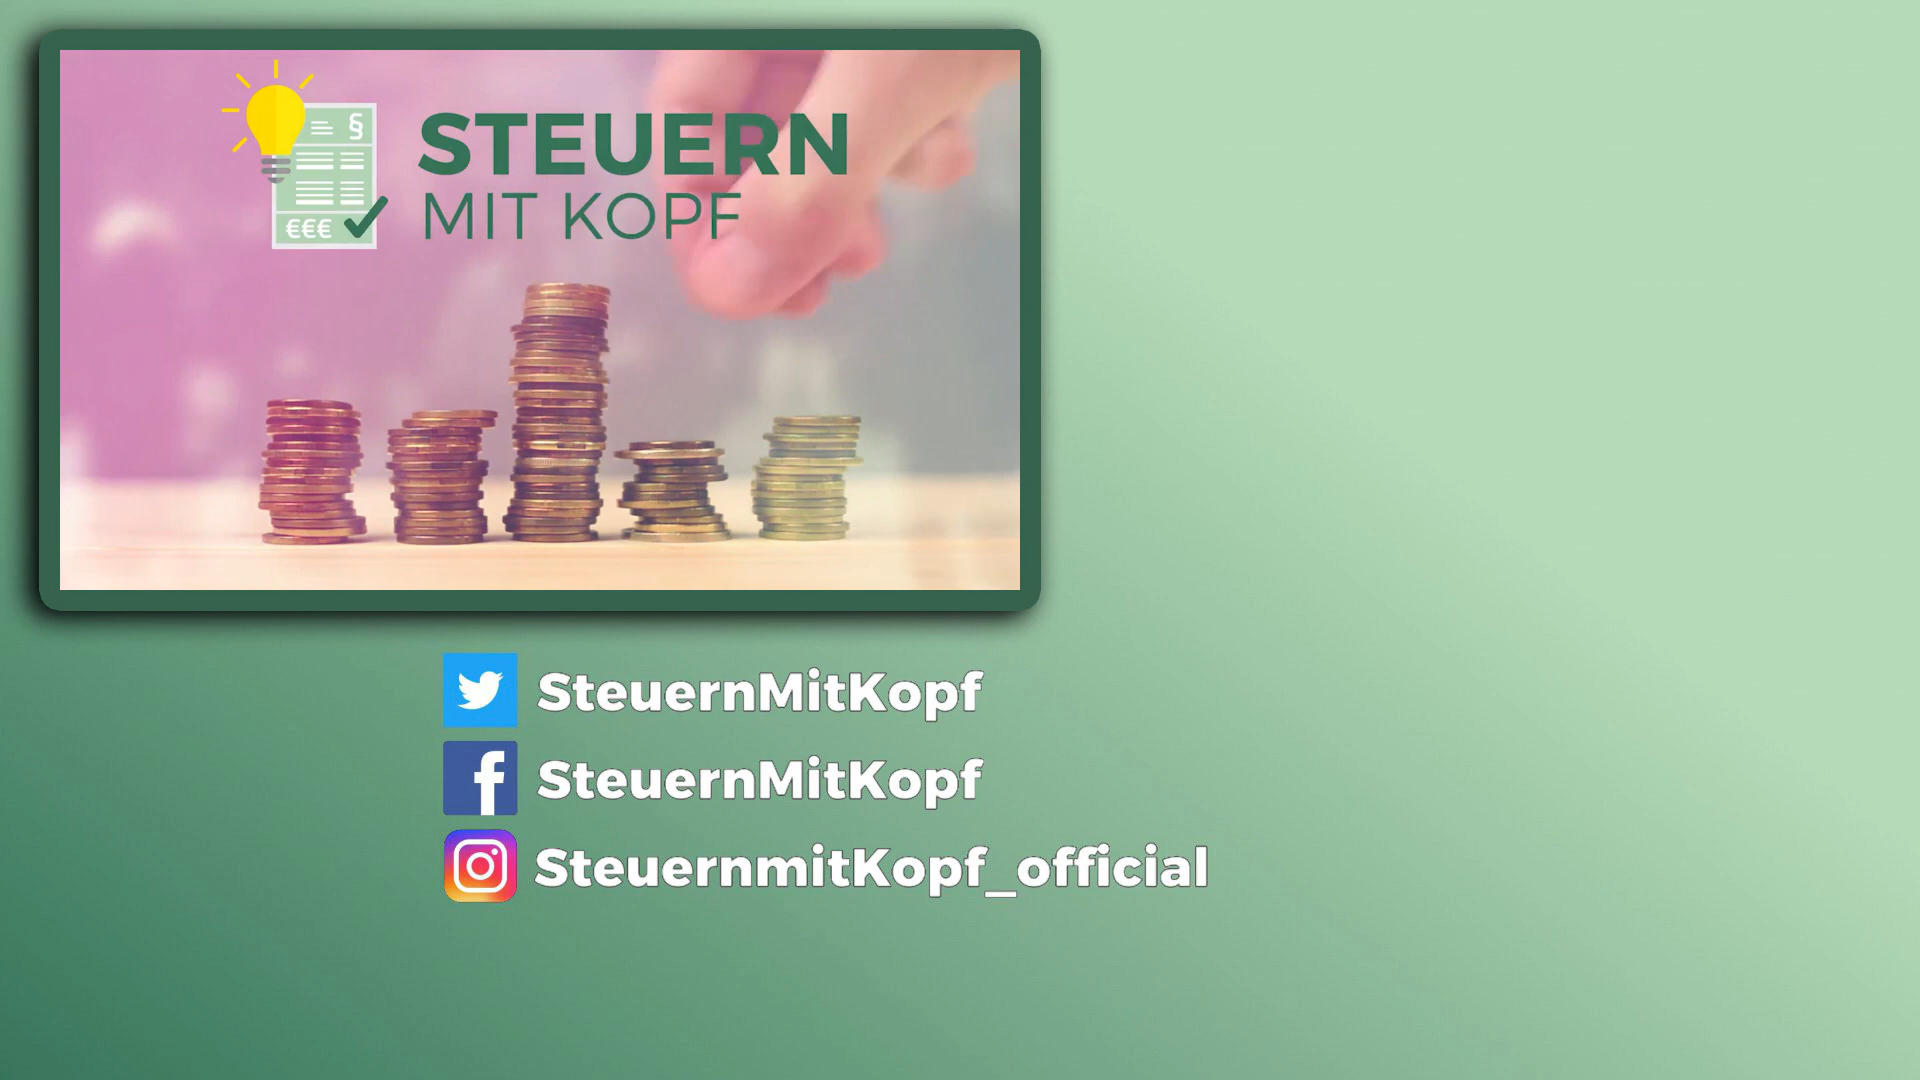 §
€€€
STEUERN
MIT KOPF
SteuernMitKopf
SteuernMitKopf
SteuernmitKopf_official